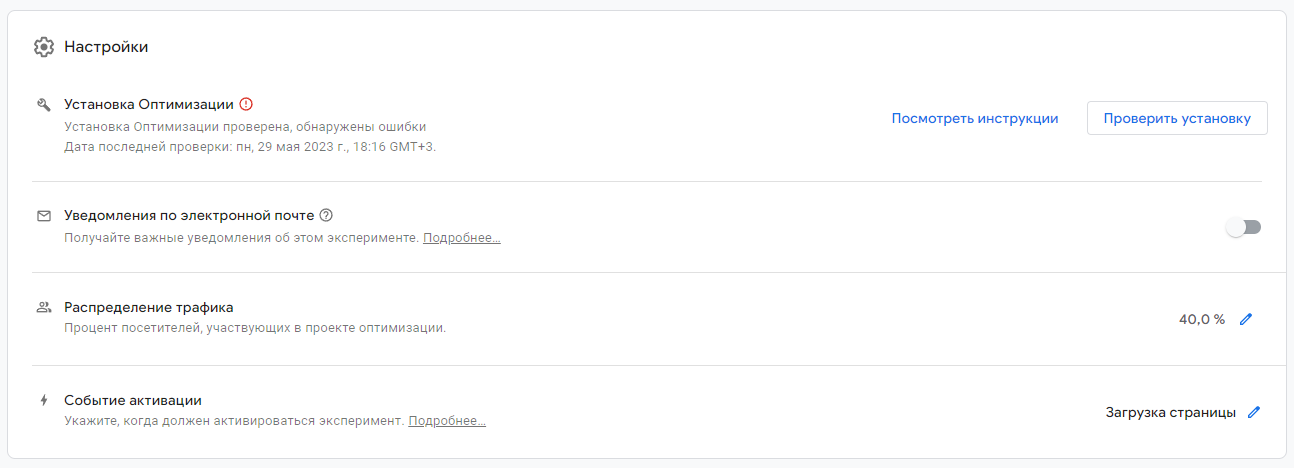 Настройки
Установка Оптимизации
Установка Оптимизации проверена, обнаружены ошибки
Дата последней проверки: пн, 29 мая 2023 г., 18:16 GMT+3.
Посмотреть инструкции
Проверить установку
Уведомления по электронной почте
Получайте важные уведомления об этом эксперименте. Подробнее…
Распределение трафика
Процент посетителей, участвующих в проекте оптимизации.
40,0 %
Событие активации
Укажите, когда должен активироваться эксперимент. Подробнее…
Загрузка страницы